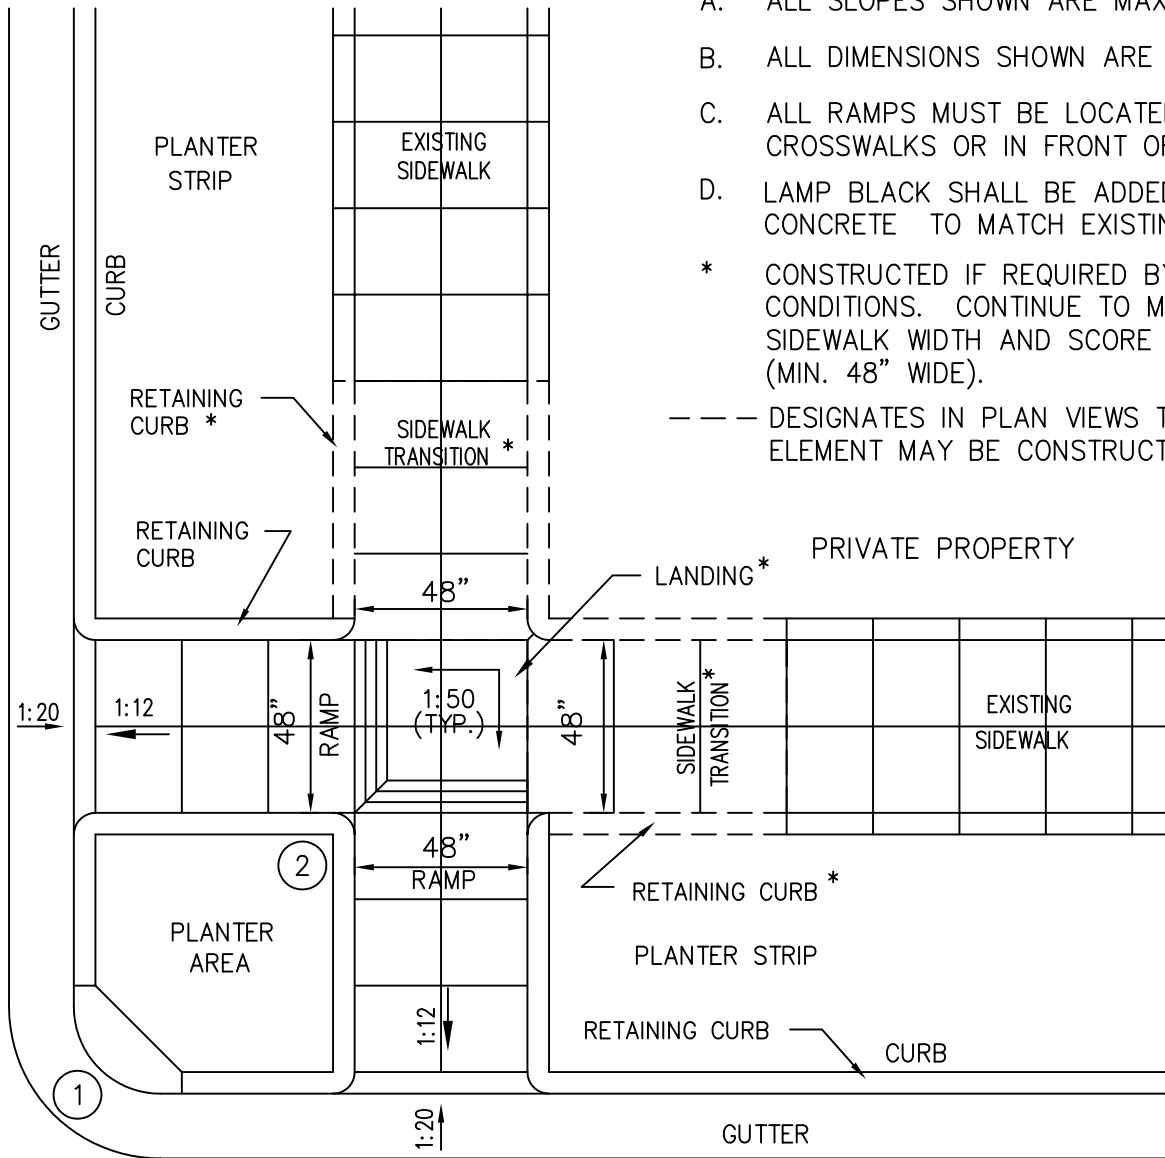 A. ALL SLOPES SHOWN ARE MAX
B. ALL DIMENSIONS SHOWN ARE
C. ALL RAMPS MUST BE LOCATE
CROSSWALKS OR IN FRONT O
D. LAMP BLACK SHALL BE ADDE
CONCRETE TO MATCH EXISTIN
* CONSTRUCTED IF REQUIRED BY
CONDITIONS. CONTINUE TO M
SIDEWALK WIDTH AND SCORE
(MIN. 48" WIDE).
DESIGNATES IN PLAN VIEWS T
ELEMENT MAY BE CONSTRUCT
PLANTER
STRIP
EXISTING
SIDEWALK
GUTTER
CURB
RETAINING
CURB *
SIDEWALK
TRANSITION *
RETAINING
CURB
PRIVATE PROPERTY
LANDING*
48"
1:20
1:12
48"
RAMP
1:50
(TYP.)
48"
SIDEWALK
TRANSITION*
EXISTING
SIDEWALK
48"
RAMP
2
RETAINING CURB *
PLANTER
AREA
PLANTER STRIP
1:12
RETAINING CURB
CURB
1
1:20
GUTTER